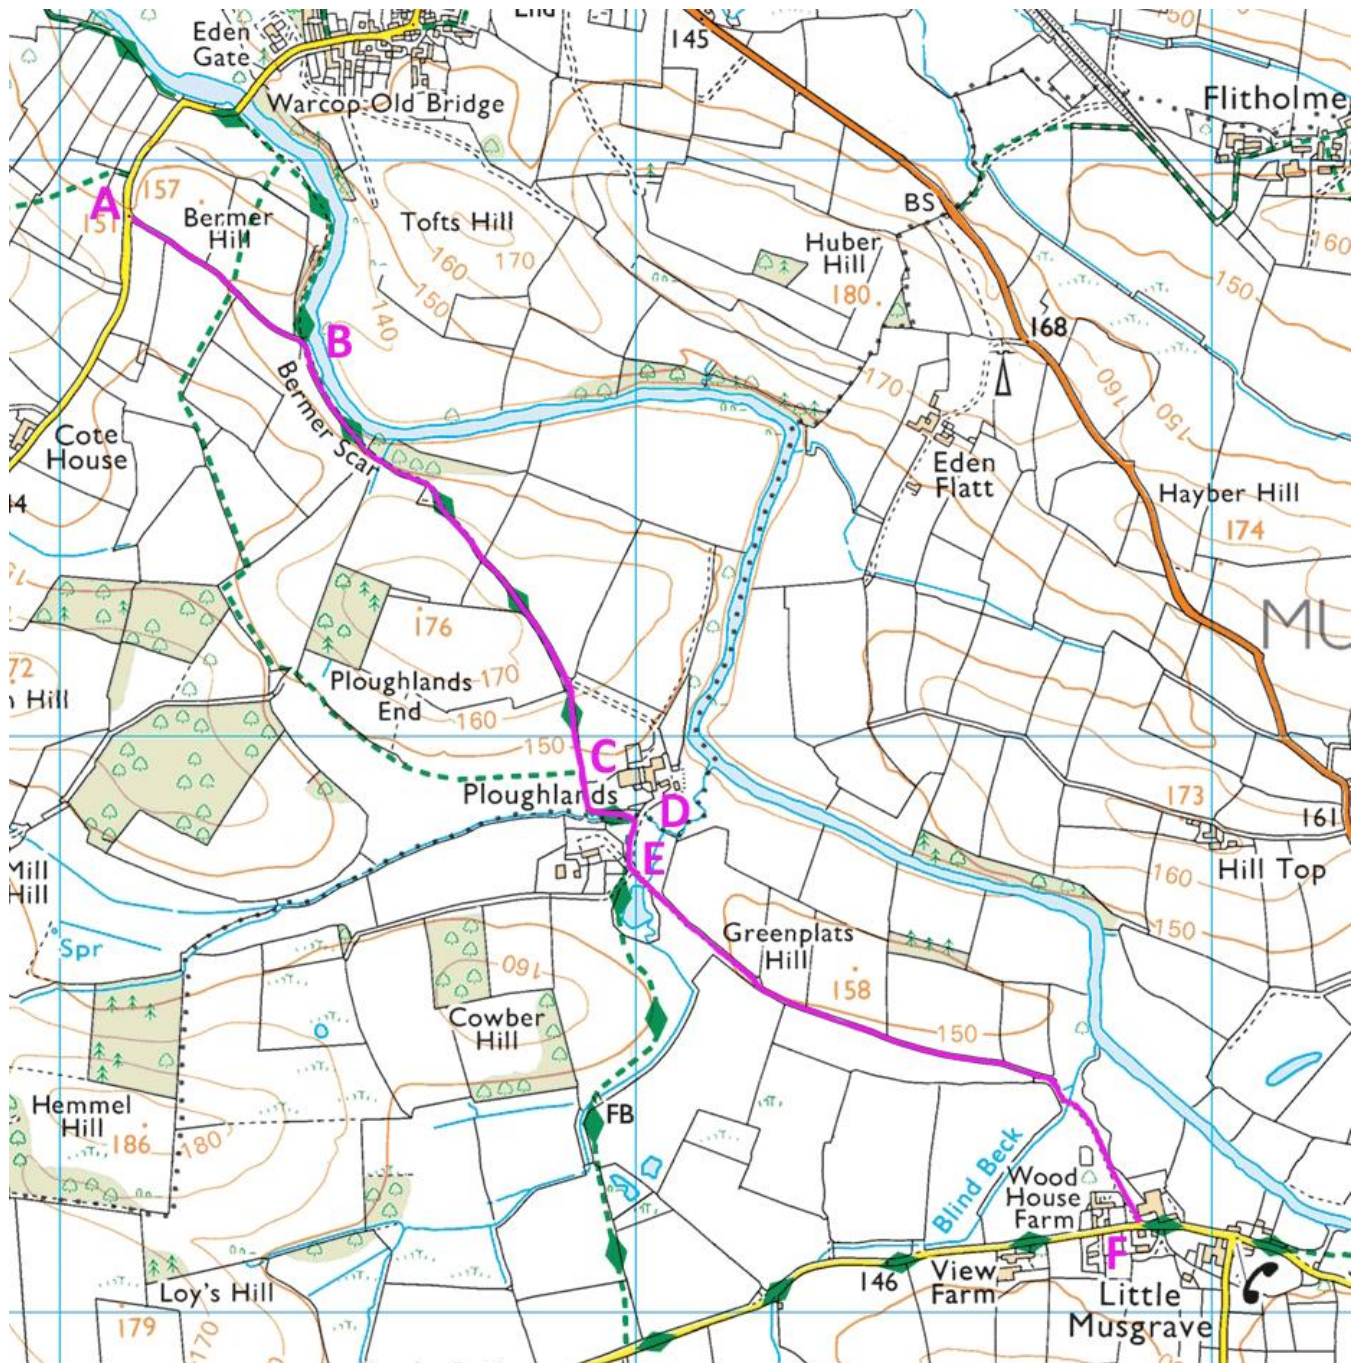 End
150
Eden
Gate
145
Warcop Old Bridge
Flitholme
A
157
151
Bermer
Hill
Tofts Hill
BS
160
170
150
Huber
Hill
180
160
150
140
B
168
170
160
150
Bermer Scar
Cote
House
Eden
Flatt
Hayber Hill
174
44
176
MU
72
Hill
Ploughlands
End
170
160
150
C
Ploughlands
D
173
161
E
Hill Top
160
Mill
Hill
Spr
Greenplats
Hill
150
160
158
Cowber
Hill
150
Hemmel
Hill
186
180
FB
Blind Beck
Wood
House
Farm
F
146
View
Farm
Loy's Hill
Little
Musgrave
179
170